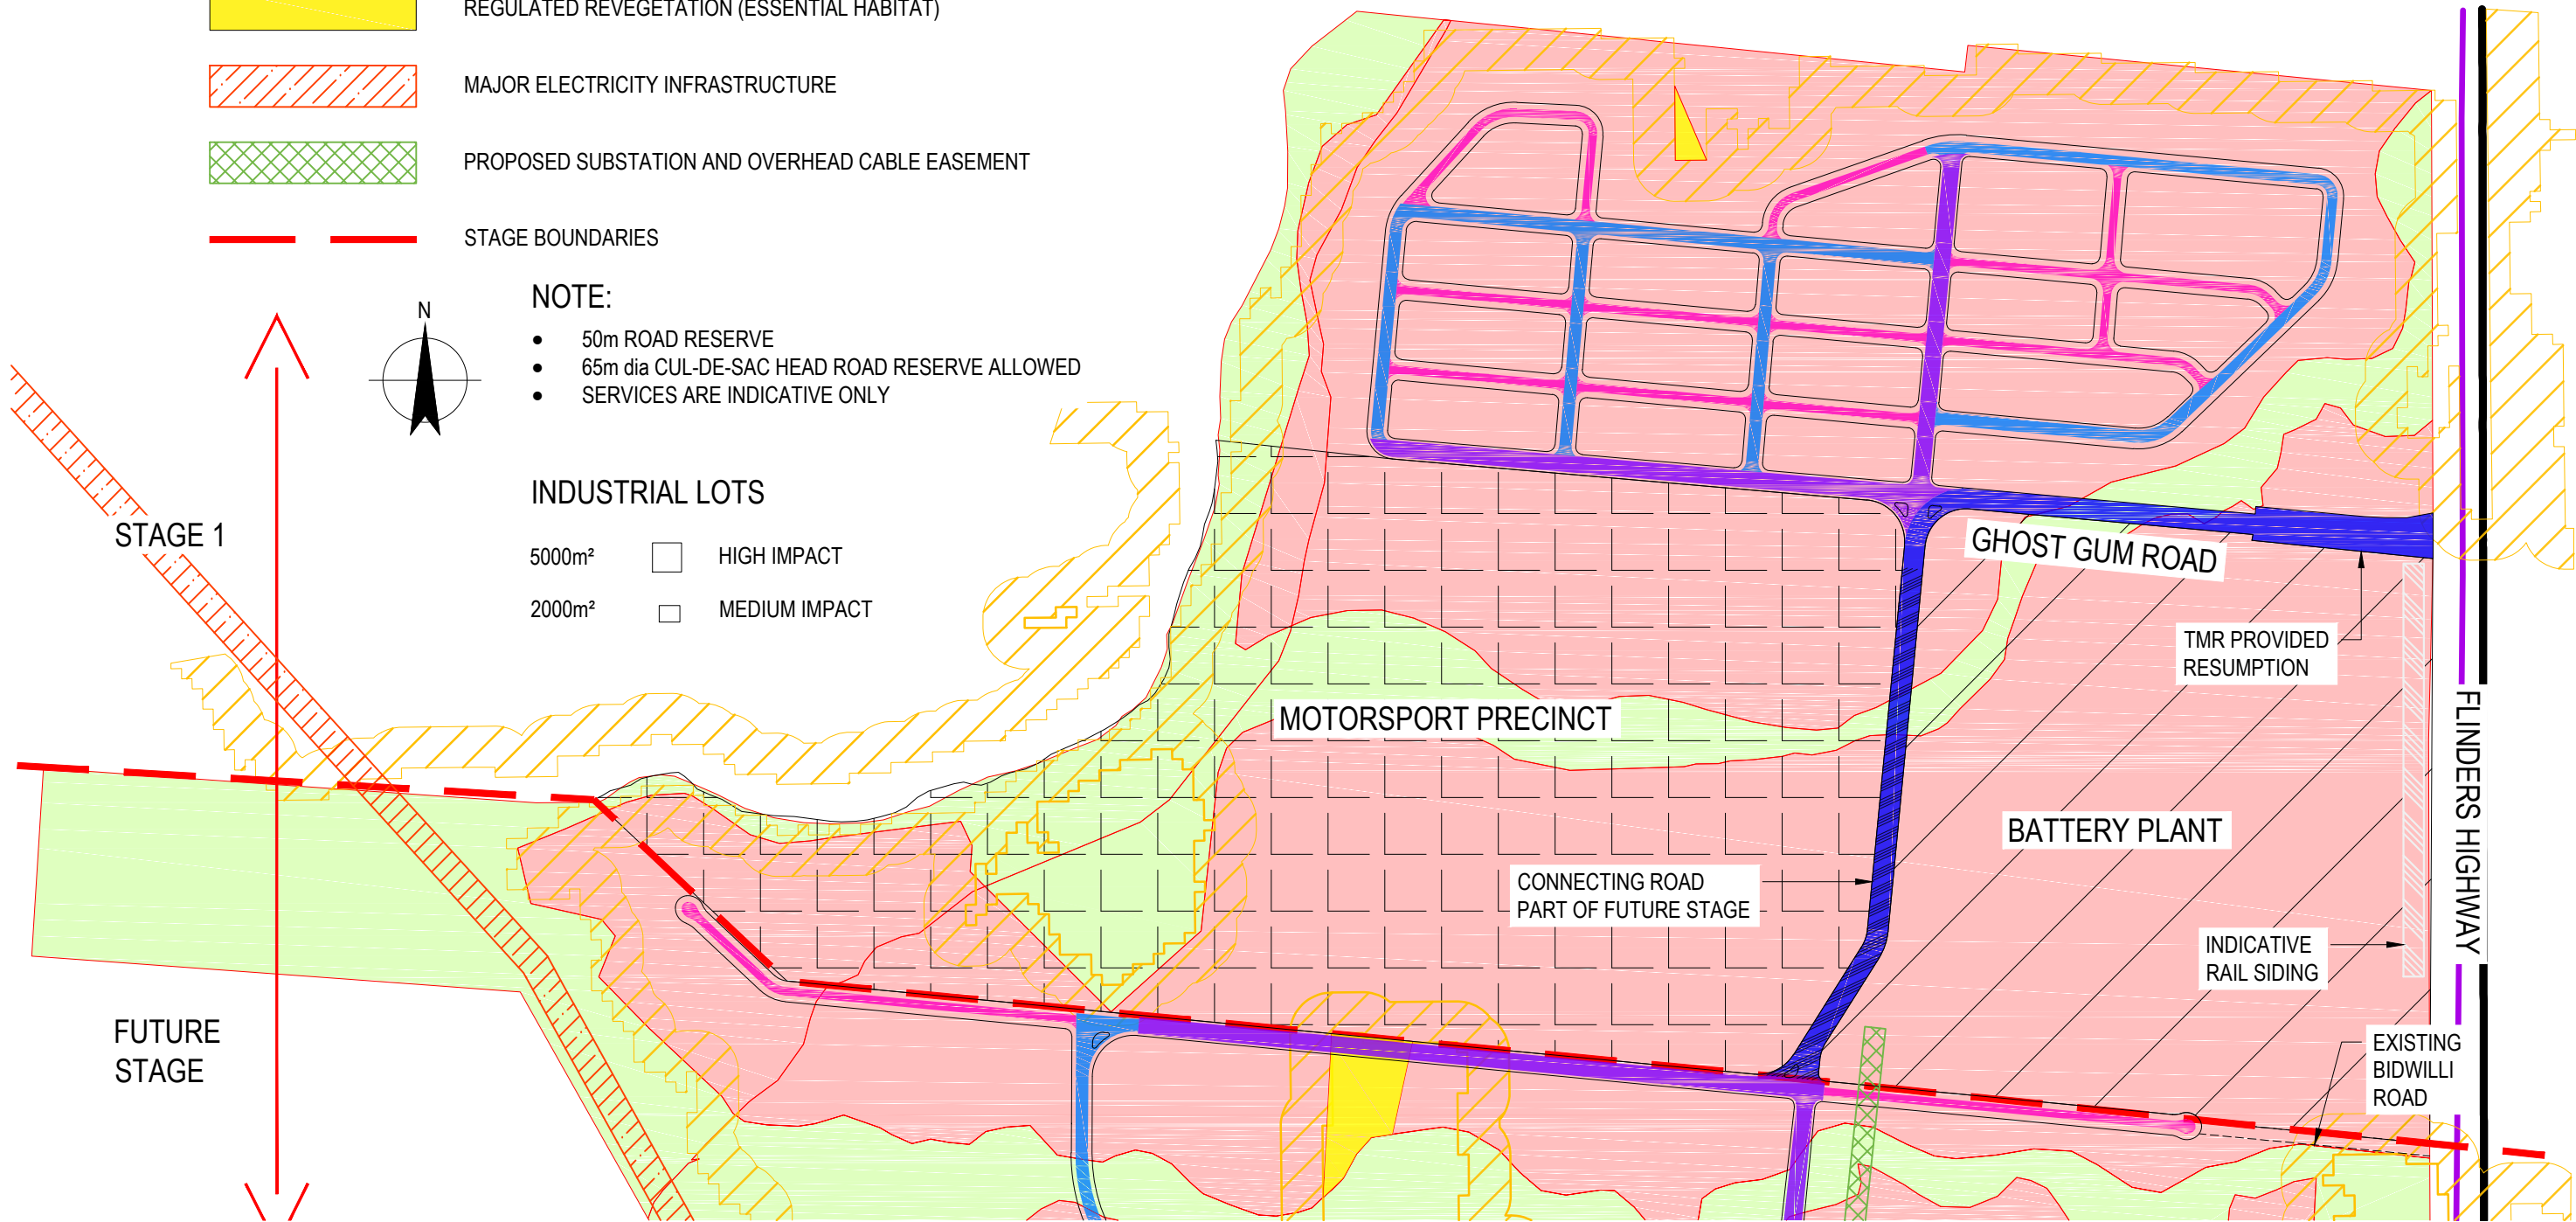 REGULATED REVEGETATION (ESSENTIAL HABITAT)
MAJOR ELECTRICITY INFRASTRUCTURE
PROPOSED SUBSTATION AND OVERHEAD CABLE EASEMENT
STAGE BOUNDARIES
N
NOTE:
• 50m ROAD RESERVE
• 65m dia CUL-DE-SAC HEAD ROAD RESERVE ALLOWED
• SERVICES ARE INDICATIVE ONLY
INDUSTRIAL LOTS
5000m² HIGH IMPACT
2000m² MEDIUM IMPACT
STAGE 1
FUTURE
STAGE
GHOST GUM ROAD
TMR PROVIDED
RESUMPTION
MOTORSPORT PRECINCT
FLINDERS HIGHWAY
BATTERY PLANT
CONNECTING ROAD
PART OF FUTURE STAGE
INDICATIVE
RAIL SIDING
EXISTING
BIDWILLI
ROAD